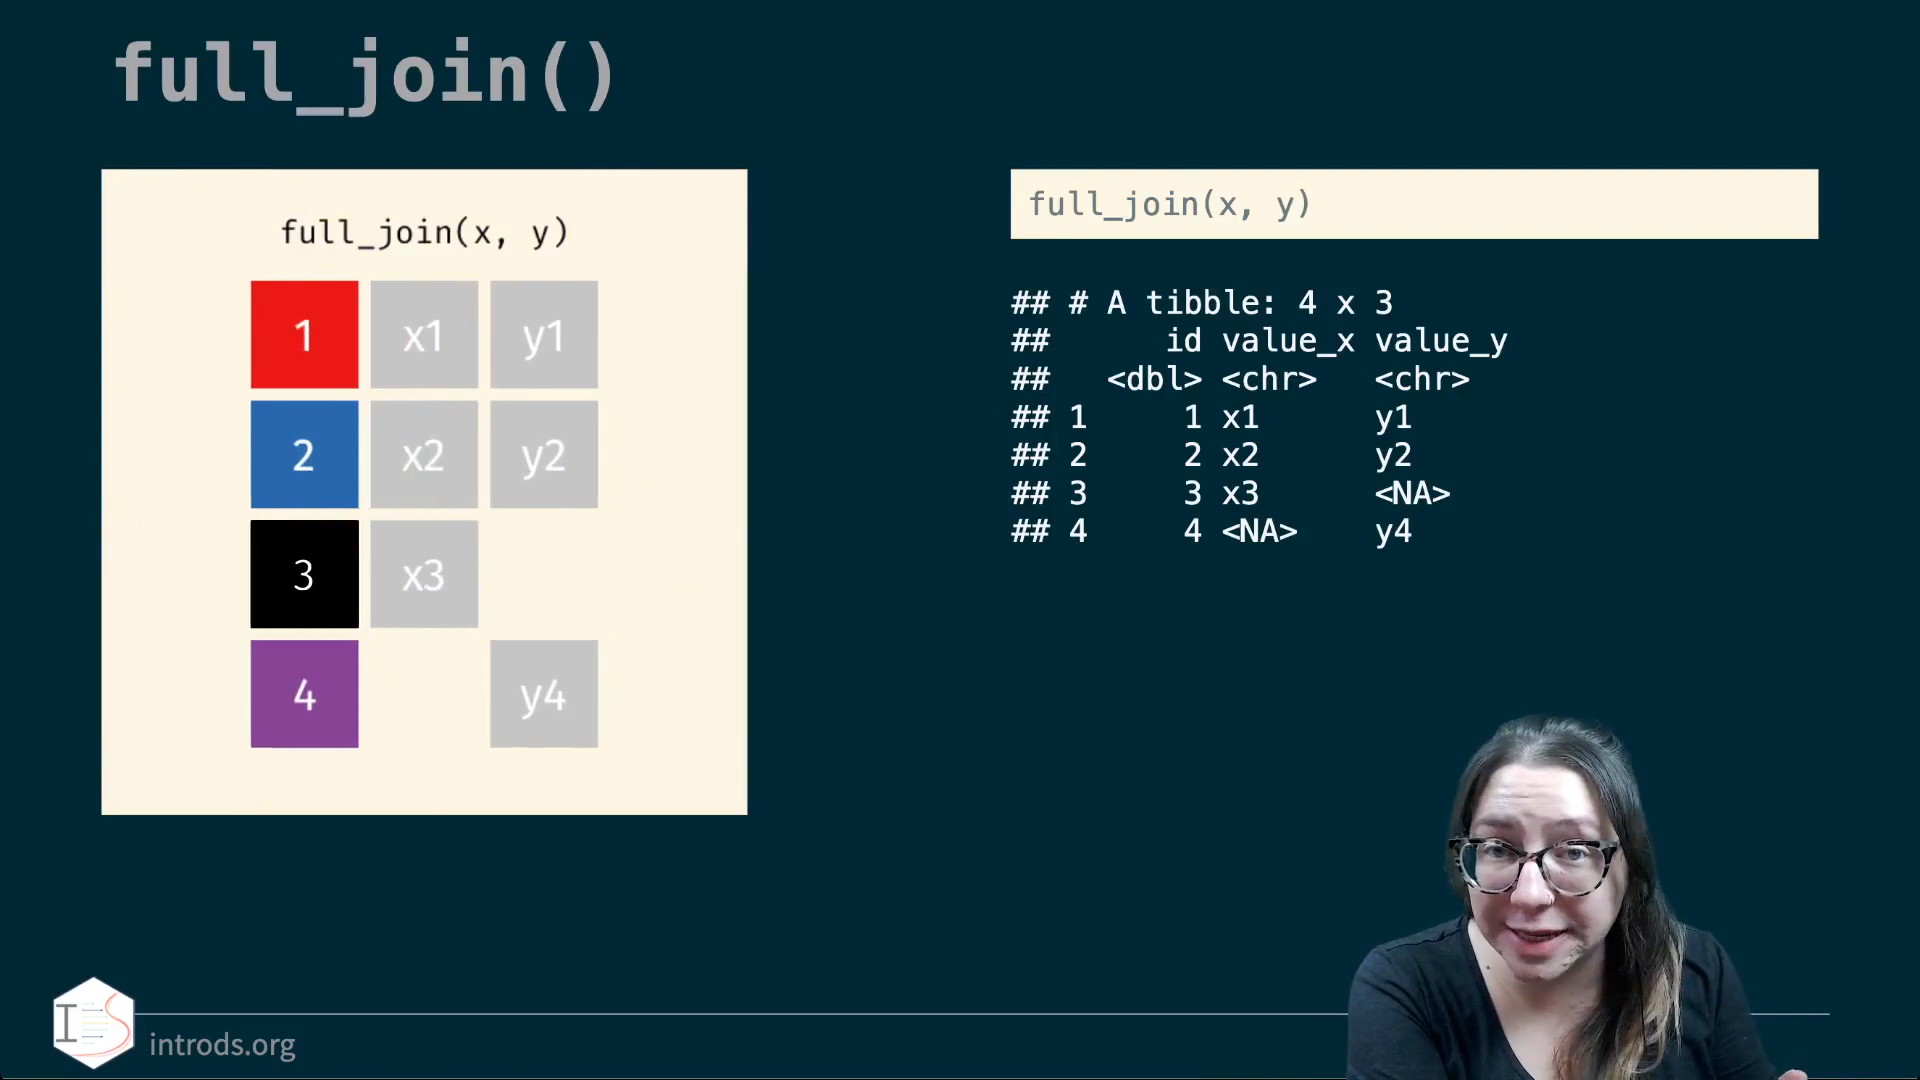 full_join()
full_join(x, y)
1 x1 y1
2 x2 y2
3 x3
4 y4
full_join(x, y)
## # A tibble: 4 x 3
##      id value_x value_y
##   <dbl> <chr>   <chr>
## 1     1 x1      y1
## 2     2 x2      y2
## 3     3 x3      <NA>
## 4     4 <NA>    y4
IS
introds.org